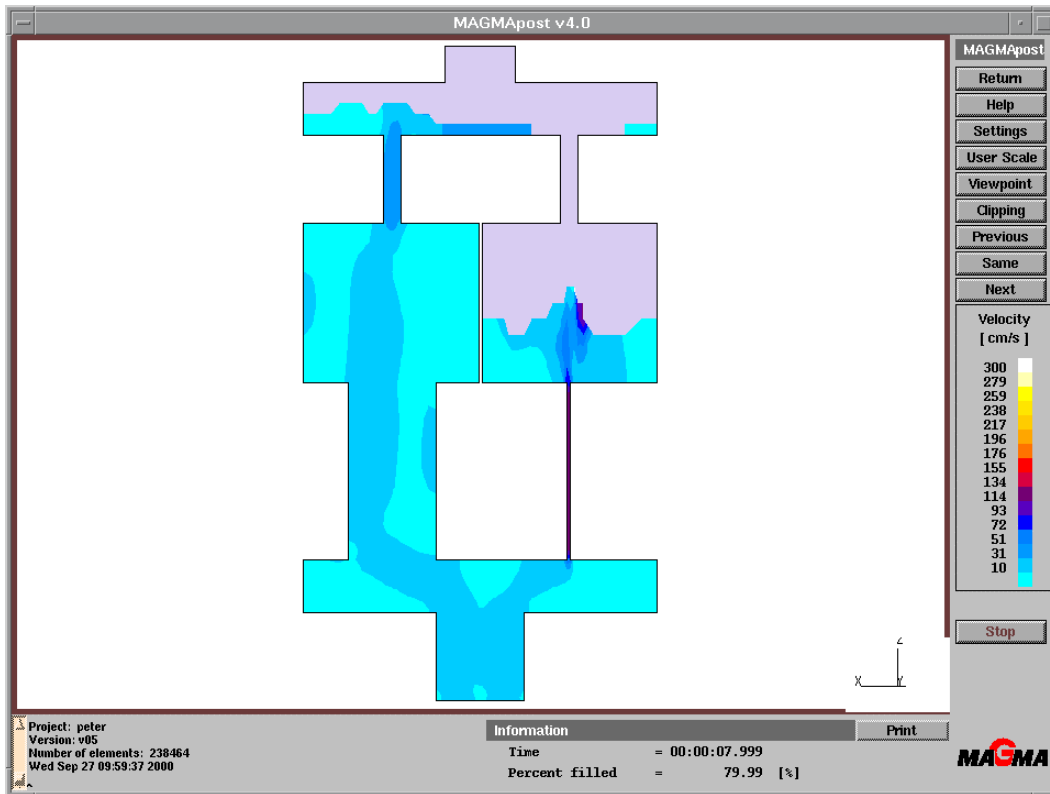 MAGMApost v4.0
MAGMApost
Return
Help
Settings
User Scale
Viewpoint
Clipping
Previous
Same
Next
Velocity
[ cm/s ]
300
279
259
238
217
196
176
155
134
114
93
72
51
31
10
Stop
Z
X Y
Project: peter
Version: v05
Number of elements: 238464
Wed Sep 27 09:59:37 2000
Information
Print
Time = 00:00:07.999
Percent filled = 79.99 [%]
MAGMA